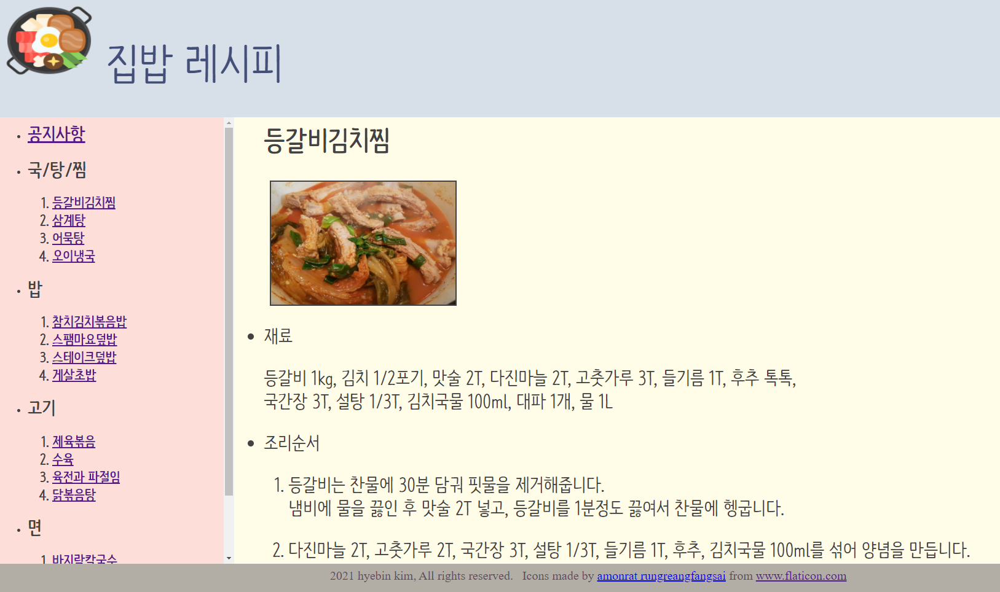 집밥 레시피
• 공지사항
• 국/탕/찜
1. 등갈비김치찜
2. 삼계탕
3. 어묵탕
4. 오이냉국
• 밥
1. 참치김치볶음밥
2. 스팸마요덮밥
3. 스테이크덮밥
4. 게살초밥
• 고기
1. 제육볶음
2. 수육
3. 육전과 파절임
4. 닭볶음탕
• 면
1. 바지락칼국수
등갈비김치찜
• 재료
등갈비 1kg, 김치 1/2포기, 맛술 2T, 다진마늘 2T, 고춧가루 3T, 들기름 1T, 후추 톡톡,
국간장 3T, 설탕 1/3T, 김치국물 100ml, 대파 1개, 물 1L
• 조리순서
1. 등갈비는 찬물에 30분 담궈 핏물을 제거해줍니다.
냄비에 물을 끓인 후 맛술 2T 넣고, 등갈비를 1분정도 끓여서 찬물에 헹굽니다.
2. 다진마늘 2T, 고춧가루 2T, 국간장 3T, 설탕 1/3T, 들기름 1T, 후추, 김치국물 100ml를 섞어 양념을 만듭니다.
2021 hyebin kim, All rights reserved. Icons made by amonrat rungreangfangsai from www.flaticon.com